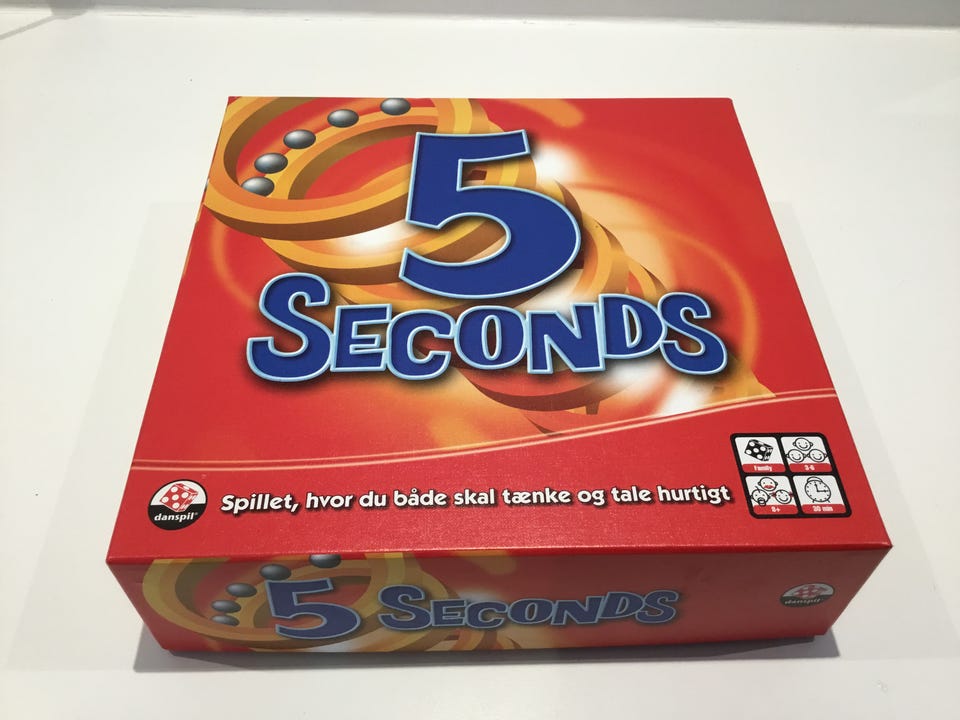 5
SECONDS
Family
3-6
8+
30 min
danspil®
Spillet, hvor du både skal tænke og tale hurtigt
5 SECONDS
danspil®